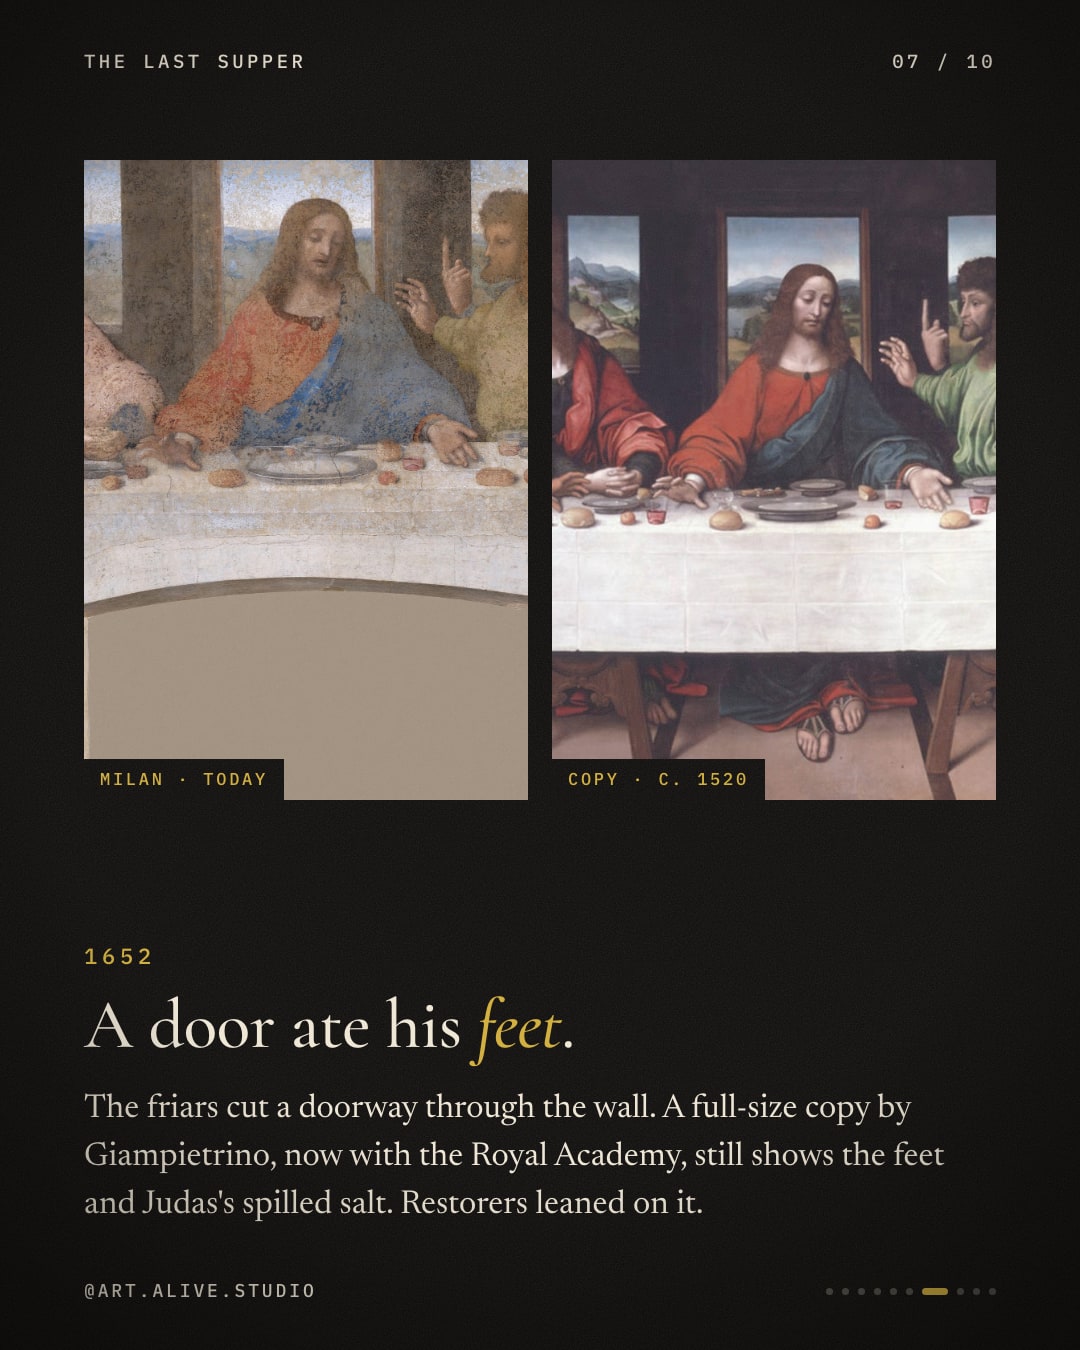 THE LAST SUPPER
07 / 10
MILAN · TODAY
COPY · C. 1520
1652
A door ate his feet.
The friars cut a doorway through the wall. A full-size copy by
Giampietrino, now with the Royal Academy, still shows the feet
and Judas's spilled salt. Restorers leaned on it.
@ART.ALIVE.STUDIO